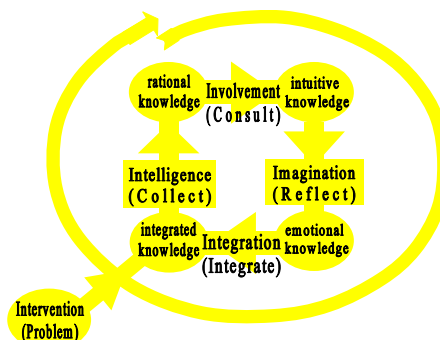 rational
knowledge
Involvement
(Consult)
intuitive
knowledge
Intelligence
(Collect)
Imagination
(Reflect)
integrated
knowledge
Integration
(Integrate)
emotional
knowledge
Intervention
(Problem)